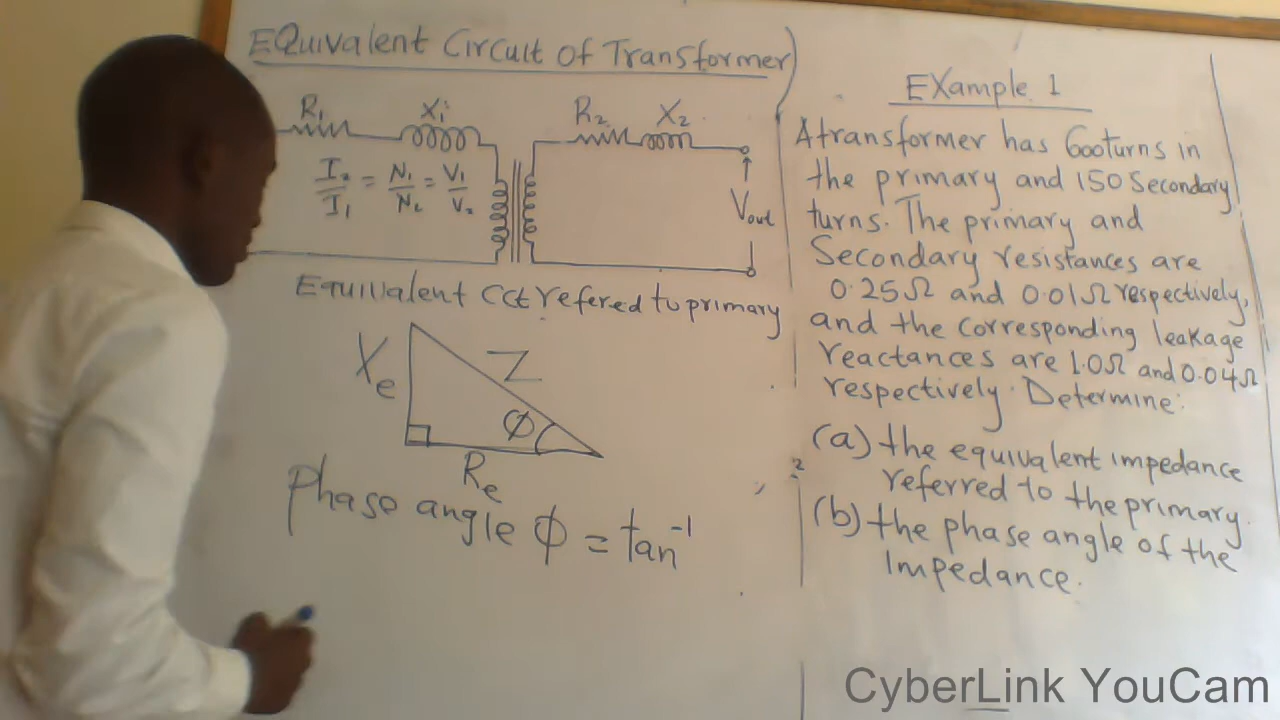 Equivalent Circuit of Transformer
R₁ X₁ R₂ X₂
I₂/I₁ = N₁/N₂ = V₁/V₂
Vout
Equivalent cct refered to primary
Xe Z φ
Re
Phase angle φ = tan⁻¹
Example 1
A transformer has 600 turns in
the primary and 150 Secondary
turns. The primary and
Secondary resistances are
0.25Ω and 0.01Ω respectively,
and the corresponding leakage
reactances are 1.0Ω and 0.04Ω
respectively. Determine:
(a) the equivalent impedance
referred to the primary.
(b) the phase angle of the
Impedance.
CyberLink YouCam